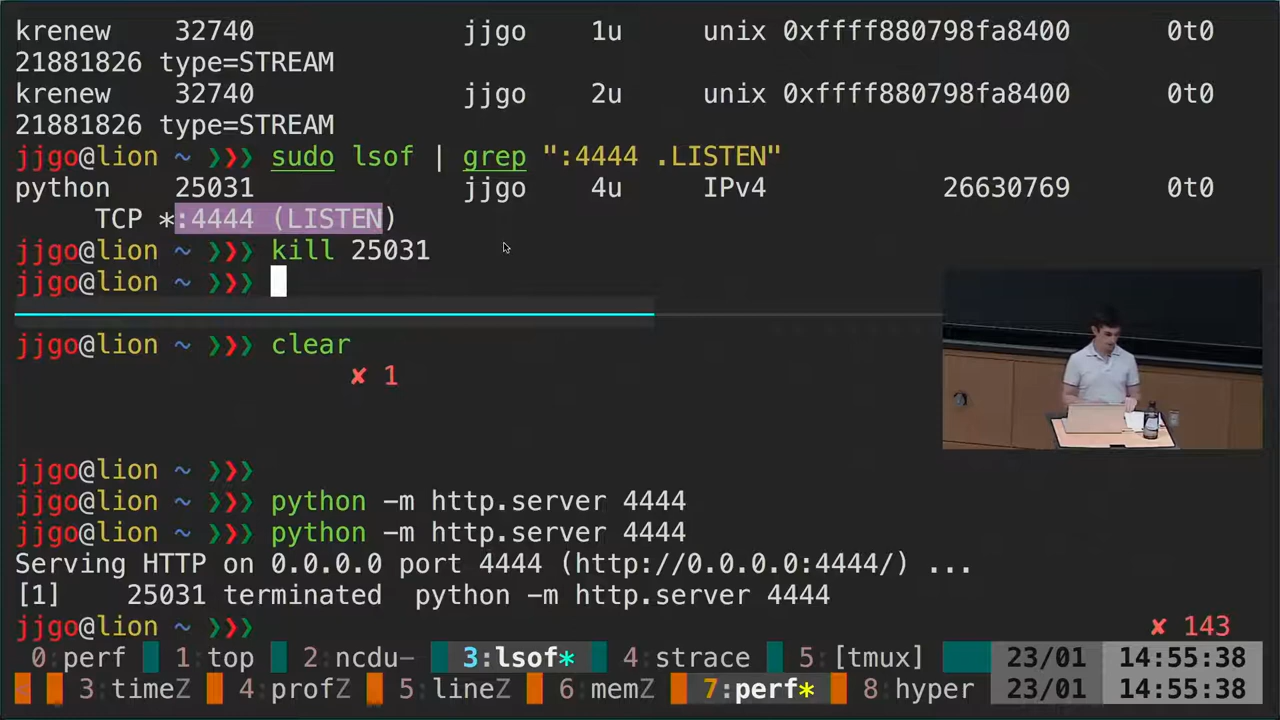 krenew 32740 jjgo 1u unix 0xffff880798fa8400 0t0
21881826 type=STREAM
krenew 32740 jjgo 2u unix 0xffff880798fa8400 0t0
21881826 type=STREAM
jjgo@lion ~ ❯❯❯ sudo lsof | grep ":4444 .LISTEN"
python 25031 jjgo 4u IPv4 26630769 0t0
TCP *:4444 (LISTEN)
jjgo@lion ~ ❯❯❯ kill 25031
jjgo@lion ~ ❯❯❯
jjgo@lion ~ ❯❯❯ clear
✘ 1
jjgo@lion ~ ❯❯❯
jjgo@lion ~ ❯❯❯ python -m http.server 4444
jjgo@lion ~ ❯❯❯ python -m http.server 4444
Serving HTTP on 0.0.0.0 port 4444 (http://0.0.0.0:4444/) ...
[1] 25031 terminated python -m http.server 4444
jjgo@lion ~ ❯❯❯ ✘ 143
0:perf 1:top 2:ncdu- 3:lsof* 4:strace 5:[tmux] 23/01 14:55:38
< 3:timeZ 4:profZ 5:lineZ 6:memZ 7:perf* 8:hyper 23/01 14:55:38